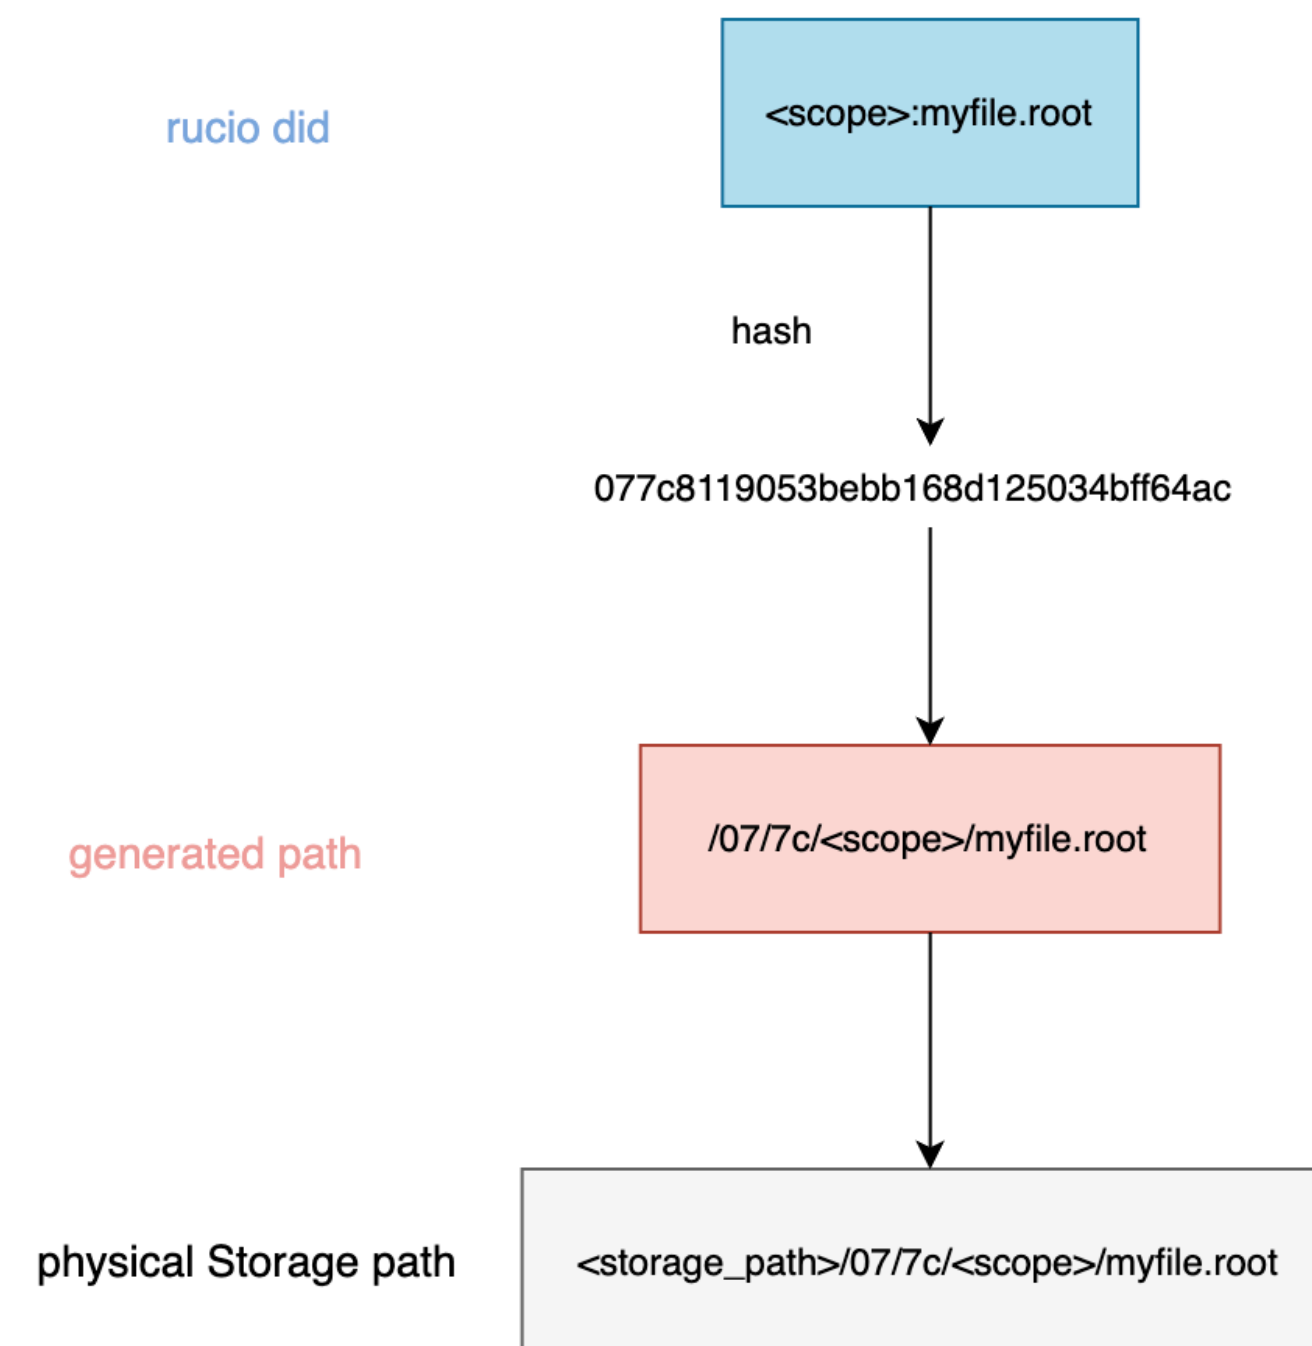 rucio did
<scope>:myfile.root
hash
077c8119053bebb168d125034bff64ac
generated path
/07/7c/<scope>/myfile.root
physical Storage path
<storage_path>/07/7c/<scope>/myfile.root